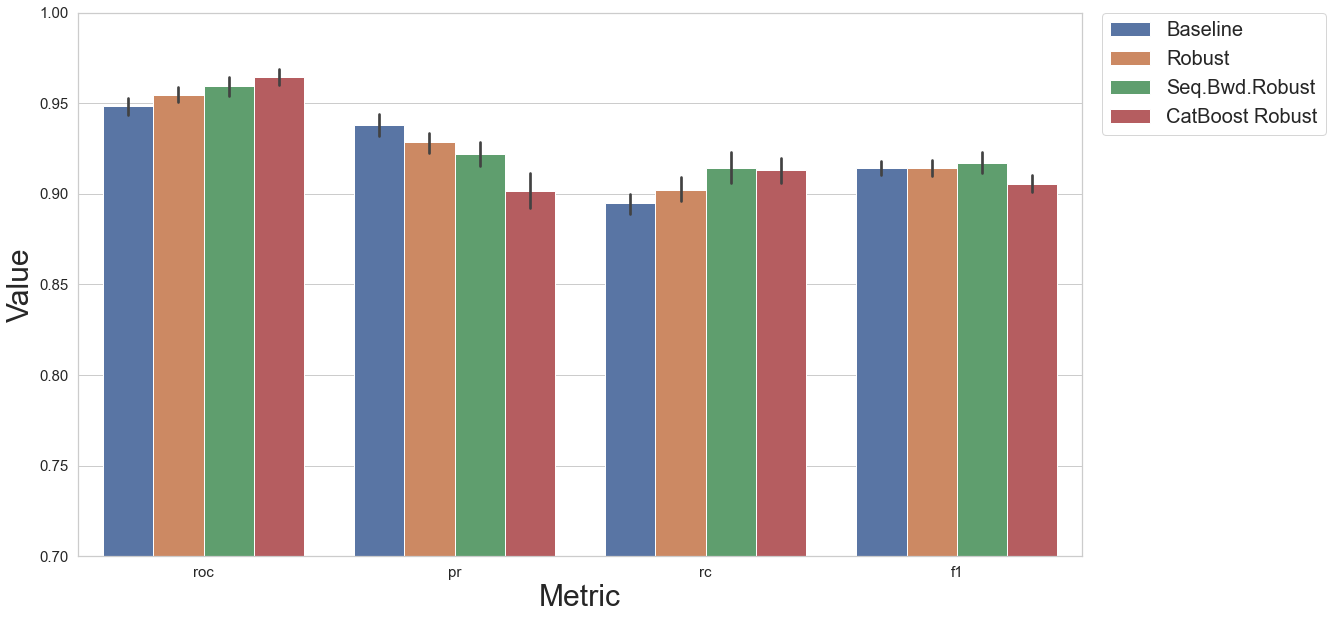 1.00
0.95
0.90
0.85
0.80
0.75
0.70
Value
roc
pr
rc
f1
Metric
Baseline
Robust
Seq.Bwd.Robust
CatBoost Robust